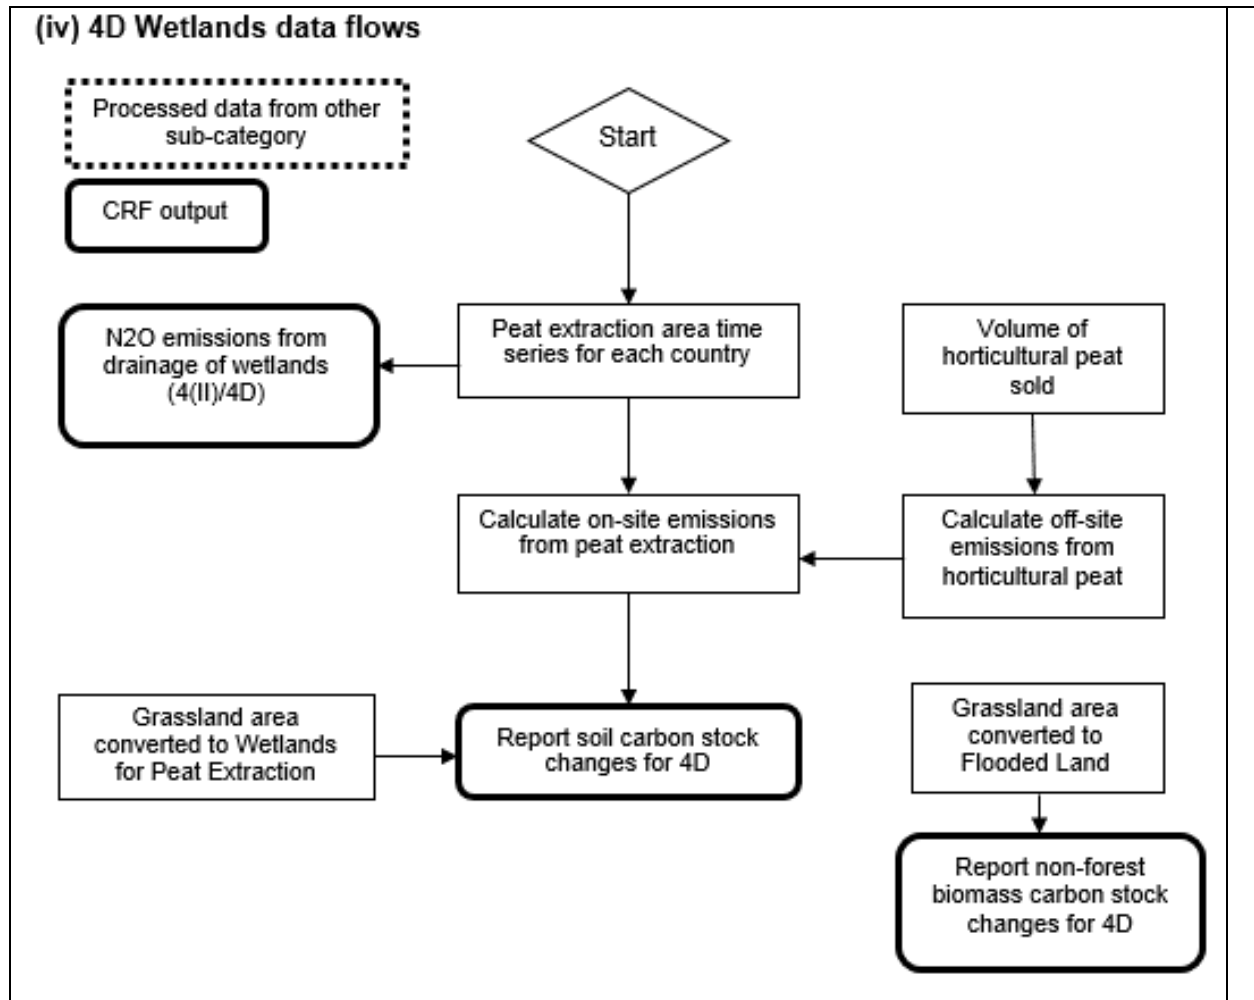 (iv) 4D Wetlands data flows
Processed data from other
sub-category
CRF output
Start
N2O emissions from
drainage of wetlands
(4(II)/4D)
Peat extraction area time
series for each country
Volume of
horticultural peat
sold
Calculate on-site emissions
from peat extraction
Calculate off-site
emissions from
horticultural peat
Grassland area
converted to Wetlands
for Peat Extraction
Report soil carbon stock
changes for 4D
Grassland area
converted to
Flooded Land
Report non-forest
biomass carbon stock
changes for 4D